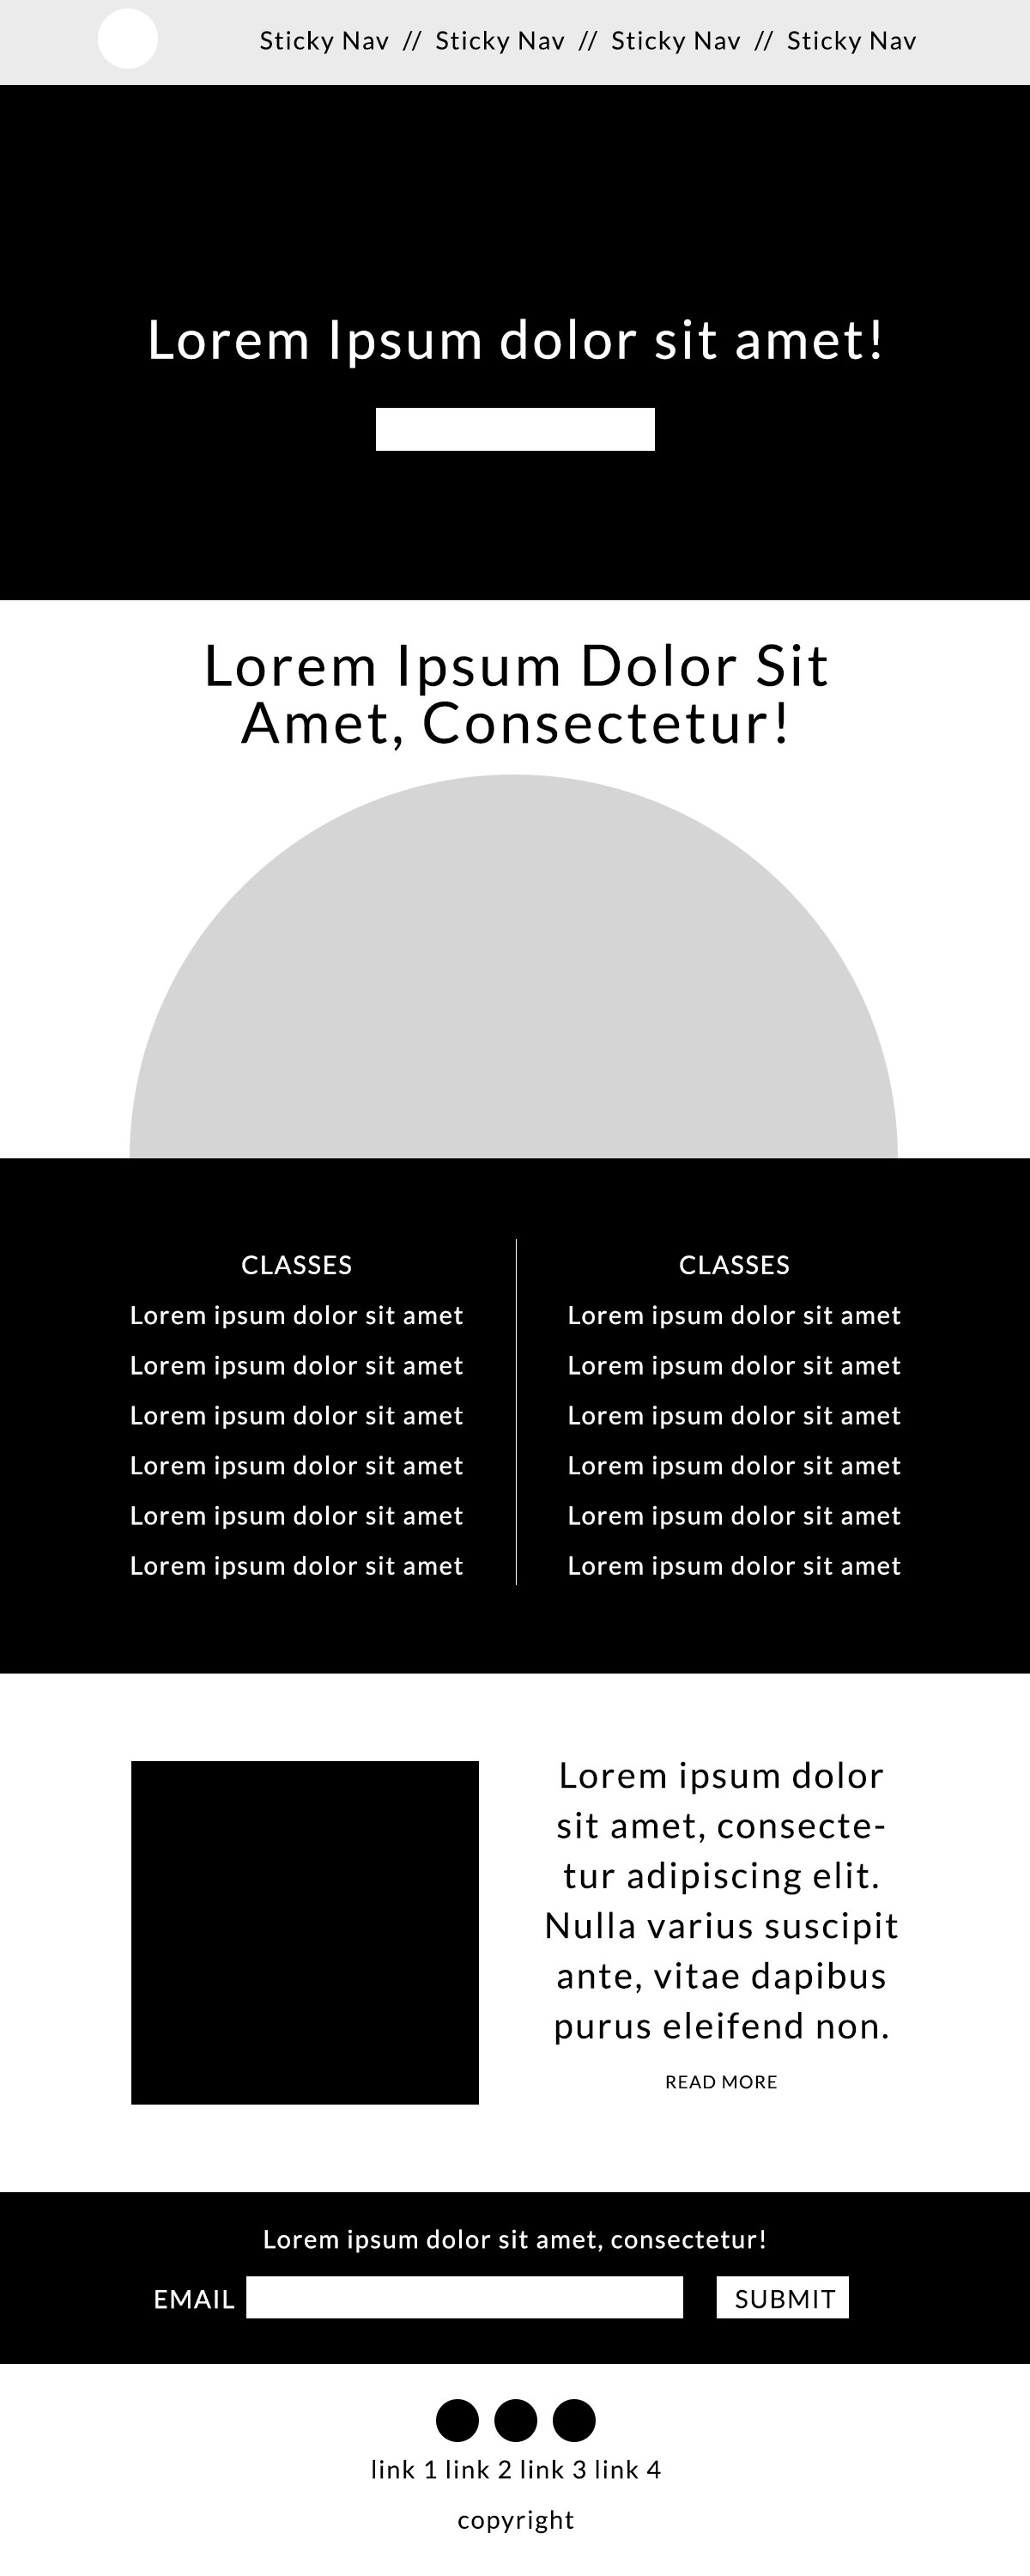 Sticky Nav // Sticky Nav // Sticky Nav // Sticky Nav
Lorem Ipsum dolor sit amet!
Lorem Ipsum Dolor Sit
Amet, Consectetur!
CLASSES
Lorem ipsum dolor sit amet
Lorem ipsum dolor sit amet
Lorem ipsum dolor sit amet
Lorem ipsum dolor sit amet
Lorem ipsum dolor sit amet
Lorem ipsum dolor sit amet
CLASSES
Lorem ipsum dolor sit amet
Lorem ipsum dolor sit amet
Lorem ipsum dolor sit amet
Lorem ipsum dolor sit amet
Lorem ipsum dolor sit amet
Lorem ipsum dolor sit amet
Lorem ipsum dolor
sit amet, consecte-
tur adipiscing elit.
Nulla varius suscipit
ante, vitae dapibus
purus eleifend non.
READ MORE
Lorem ipsum dolor sit amet, consectetur!
EMAIL SUBMIT
link 1 link 2 link 3 link 4
copyright